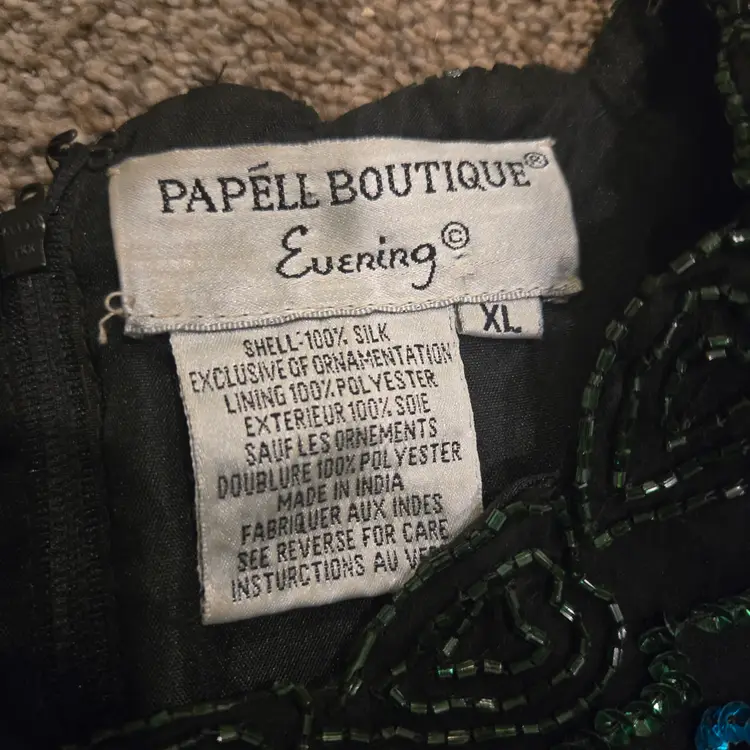 PAPÉLL BOUTIQUE®
Evening©
XL
SHELL-100% SILK
EXCLUSIVE OF ORNAMENTATION
LINING 100% POLYESTER
EXTERIEUR 100% SOIE
SAUF LES ORNEMENTS
DOUBLURE 100% POLYESTER
MADE IN INDIA
FABRIQUER AUX INDES
SEE REVERSE FOR CARE
INSTURCTIONS AU